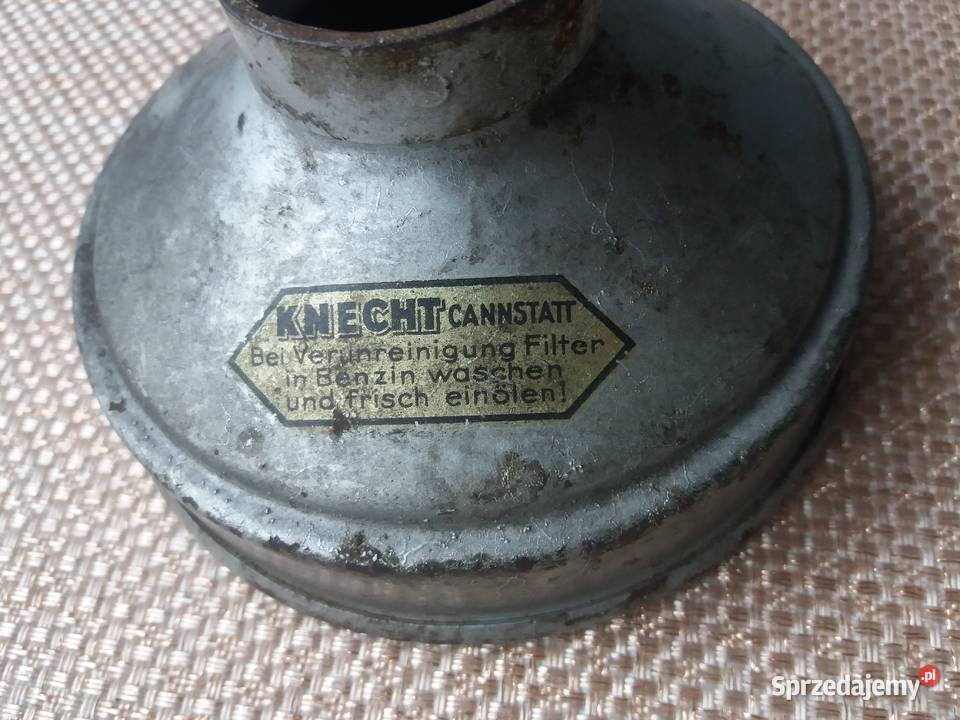 KNECHT CANNSTATT
Bei Verunreinigung Filter
in Benzin waschen
und frisch einölen!
Sprzedajemy.pl